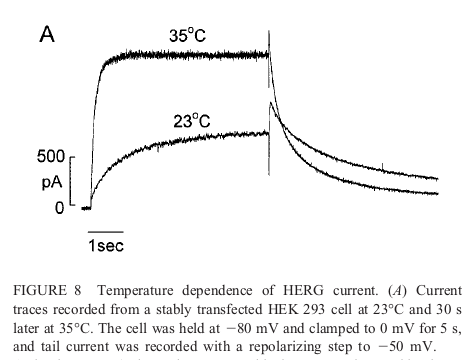 A
35°C
23°C
500
pA
0
1sec
FIGURE 8 Temperature dependence of HERG current. (A) Current
traces recorded from a stably transfected HEK 293 cell at 23°C and 30 s
later at 35°C. The cell was held at −80 mV and clamped to 0 mV for 5 s,
and tail current was recorded with a repolarizing step to −50 mV.